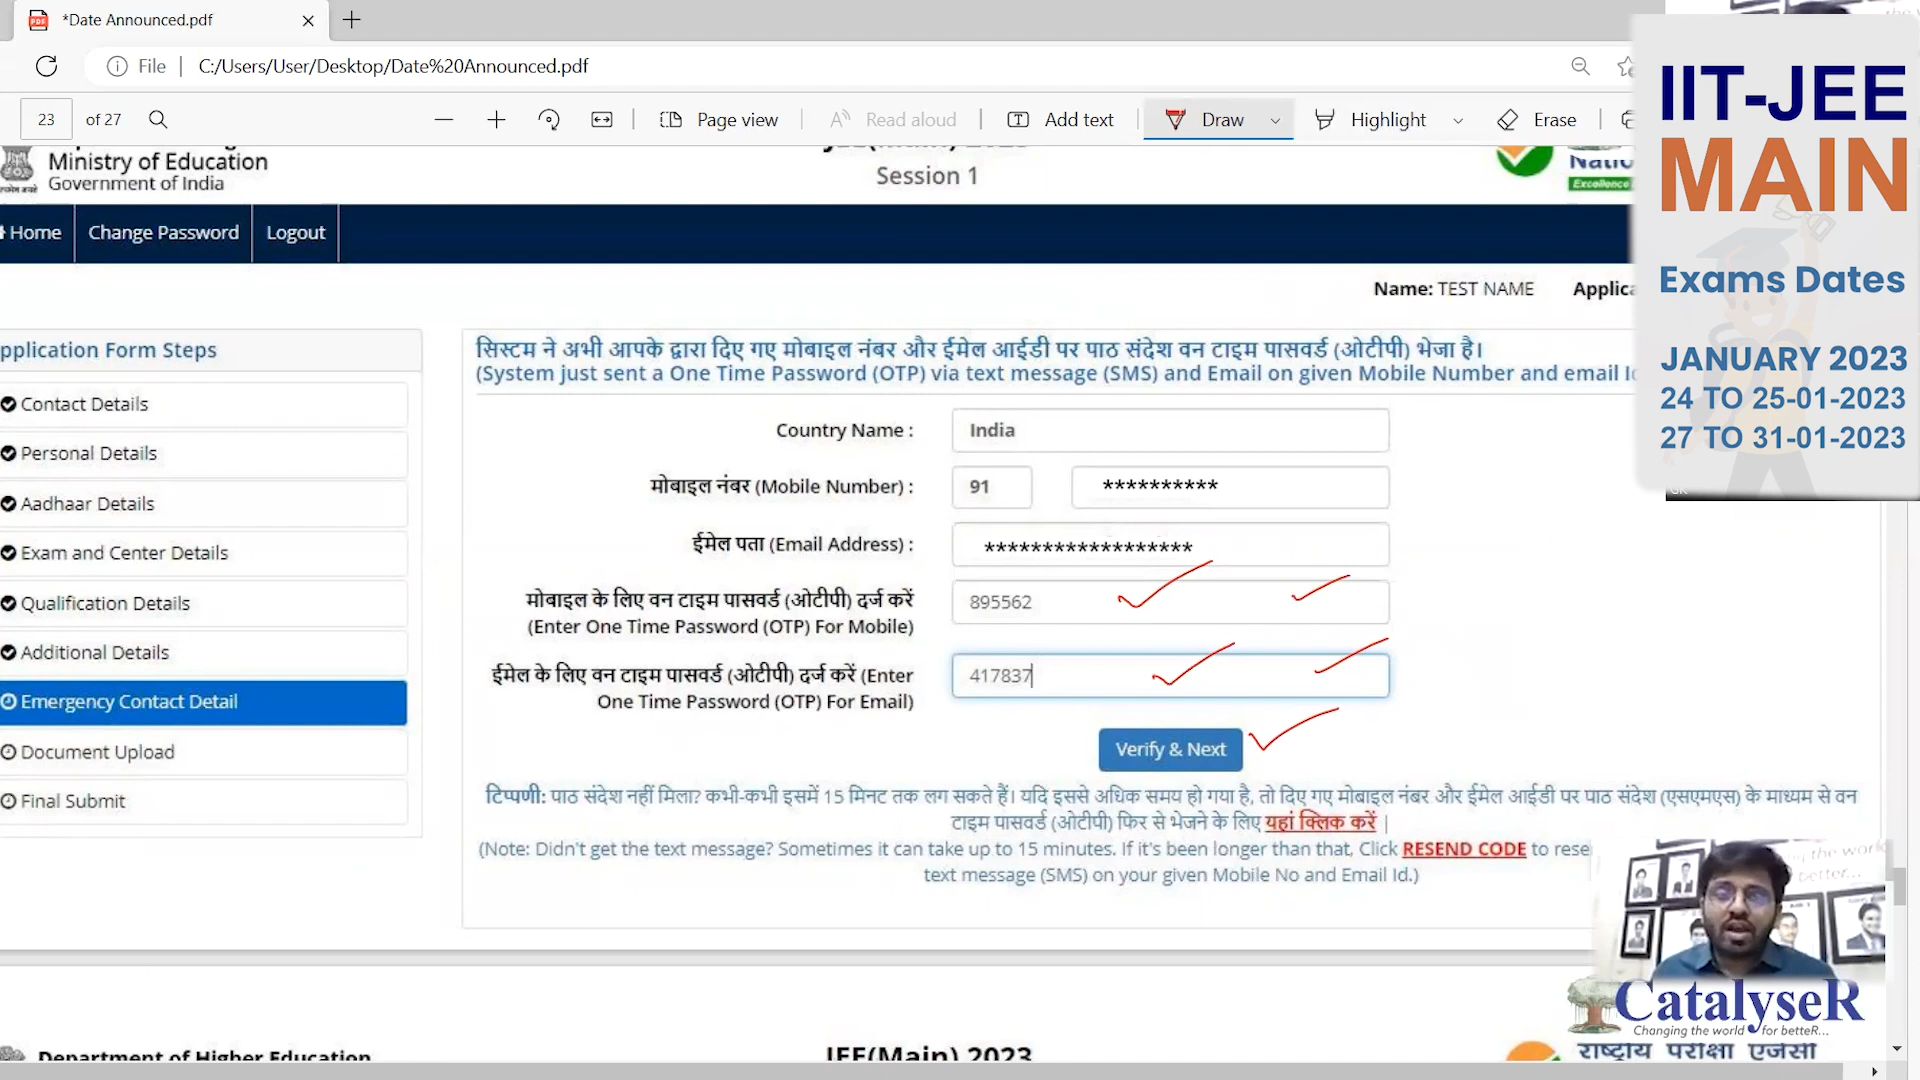 *Date Announced.pdf
File
C:/Users/User/Desktop/Date%20Announced.pdf
23 of 27
Page view
Read aloud
Add text
Draw
Highlight
Erase
Ministry of Education
Government of India
Session 1
Excellence
Home
Change Password
Logout
Name: TEST NAME
Applica
pplication Form Steps
Contact Details
Personal Details
Aadhaar Details
Exam and Center Details
Qualification Details
Additional Details
Emergency Contact Detail
Document Upload
Final Submit
सिस्टम ने अभी आपके द्वारा दिए गए मोबाइल नंबर और ईमेल आईडी पर पाठ संदेश वन टाइम पासवर्ड (ओटीपी) भेजा है।
(System just sent a One Time Password (OTP) via text message (SMS) and Email on given Mobile Number and email I
Country Name :
India
मोबाइल नंबर (Mobile Number) :
91
**********
ईमेल पता (Email Address) :
******************
मोबाइल के लिए वन टाइम पासवर्ड (ओटीपी) दर्ज करें
(Enter One Time Password (OTP) For Mobile)
895562
ईमेल के लिए वन टाइम पासवर्ड (ओटीपी) दर्ज करें (Enter
One Time Password (OTP) For Email)
417837
Verify & Next
टिप्पणी: पाठ संदेश नहीं मिला? कभी-कभी इसमें 15 मिनट तक लग सकते हैं। यदि इससे अधिक समय हो गया है, तो दिए गए मोबाइल नंबर और ईमेल आईडी पर पाठ संदेश (एसएमएस) के माध्यम से वन
टाइम पासवर्ड (ओटीपी) फिर से भेजने के लिए यहां क्लिक करें |
(Note: Didn't get the text message? Sometimes it can take up to 15 minutes. If it's been longer than that, Click RESEND CODE to rese
text message (SMS) on your given Mobile No and Email Id.)
Department of Higher Education
JEE(Main) 2023
IIT-JEE
MAIN
Exams Dates
JANUARY 2023
24 TO 25-01-2023
27 TO 31-01-2023
the world
better...
CatalyseR
Changing the world for betteR...
राष्ट्रीय परीक्षा एजेंसी